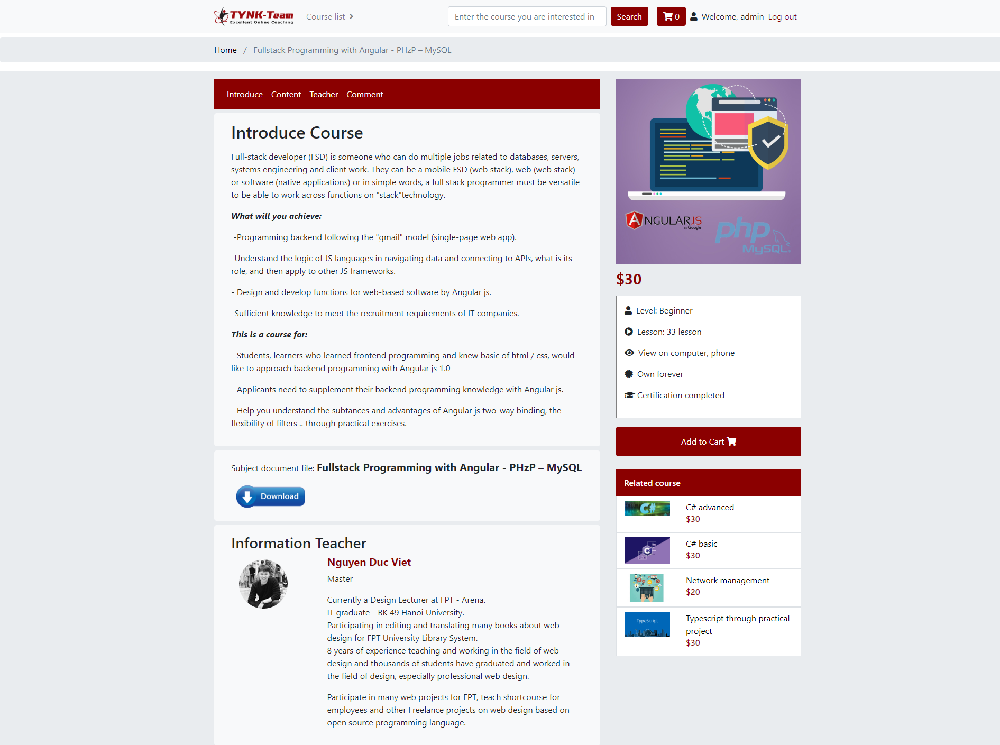 TYNK-Team
Excellent Online Coaching
Course list
Enter the course you are interested in
Search
0
Welcome, admin
Log out
Home / Fullstack Programming with Angular - PHzP – MySQL
Introduce Content Teacher Comment
Introduce Course
Full-stack developer (FSD) is someone who can do multiple jobs related to databases, servers,
systems engineering and client work. They can be a mobile FSD (web stack), web (web stack)
or software (native applications) or in simple words, a full stack programmer must be versatile
to be able to work across functions on "stack"technology.
What will you achieve:
-Programming backend following the "gmail" model (single-page web app).
-Understand the logic of JS languages in navigating data and connecting to APIs, what is its
role, and then apply to other JS frameworks.
- Design and develop functions for web-based software by Angular js.
-Sufficient knowledge to meet the recruitment requirements of IT companies.
This is a course for:
- Students, learners who learned frontend programming and knew basic of html / css, would
like to approach backend programming with Angular js 1.0
- Applicants need to supplement their backend programming knowledge with Angular js.
- Help you understand the subtances and advantages of Angular js two-way binding, the
flexibility of filters .. through practical exercises.
Subject document file: Fullstack Programming with Angular - PHzP – MySQL
Download
Information Teacher
Nguyen Duc Viet
Master
Currently a Design Lecturer at FPT - Arena.
IT graduate - BK 49 Hanoi University.
Participating in editing and translating many books about web
design for FPT University Library System.
8 years of experience teaching and working in the field of web
design and thousands of students have graduated and worked in
the field of design, especially professional web design.
Participate in many web projects for FPT, teach shortcourse for
employees and other Freelance projects on web design based on
open source programming language.
ANGULARJS
by Google
php
MySQL
$30
Level: Beginner
Lesson: 33 lesson
View on computer, phone
Own forever
Certification completed
Add to Cart
Related course
C#
C# advanced
$30
C
C# basic
$30
Network management
$20
TypeScript
Typescript through practical
project
$30